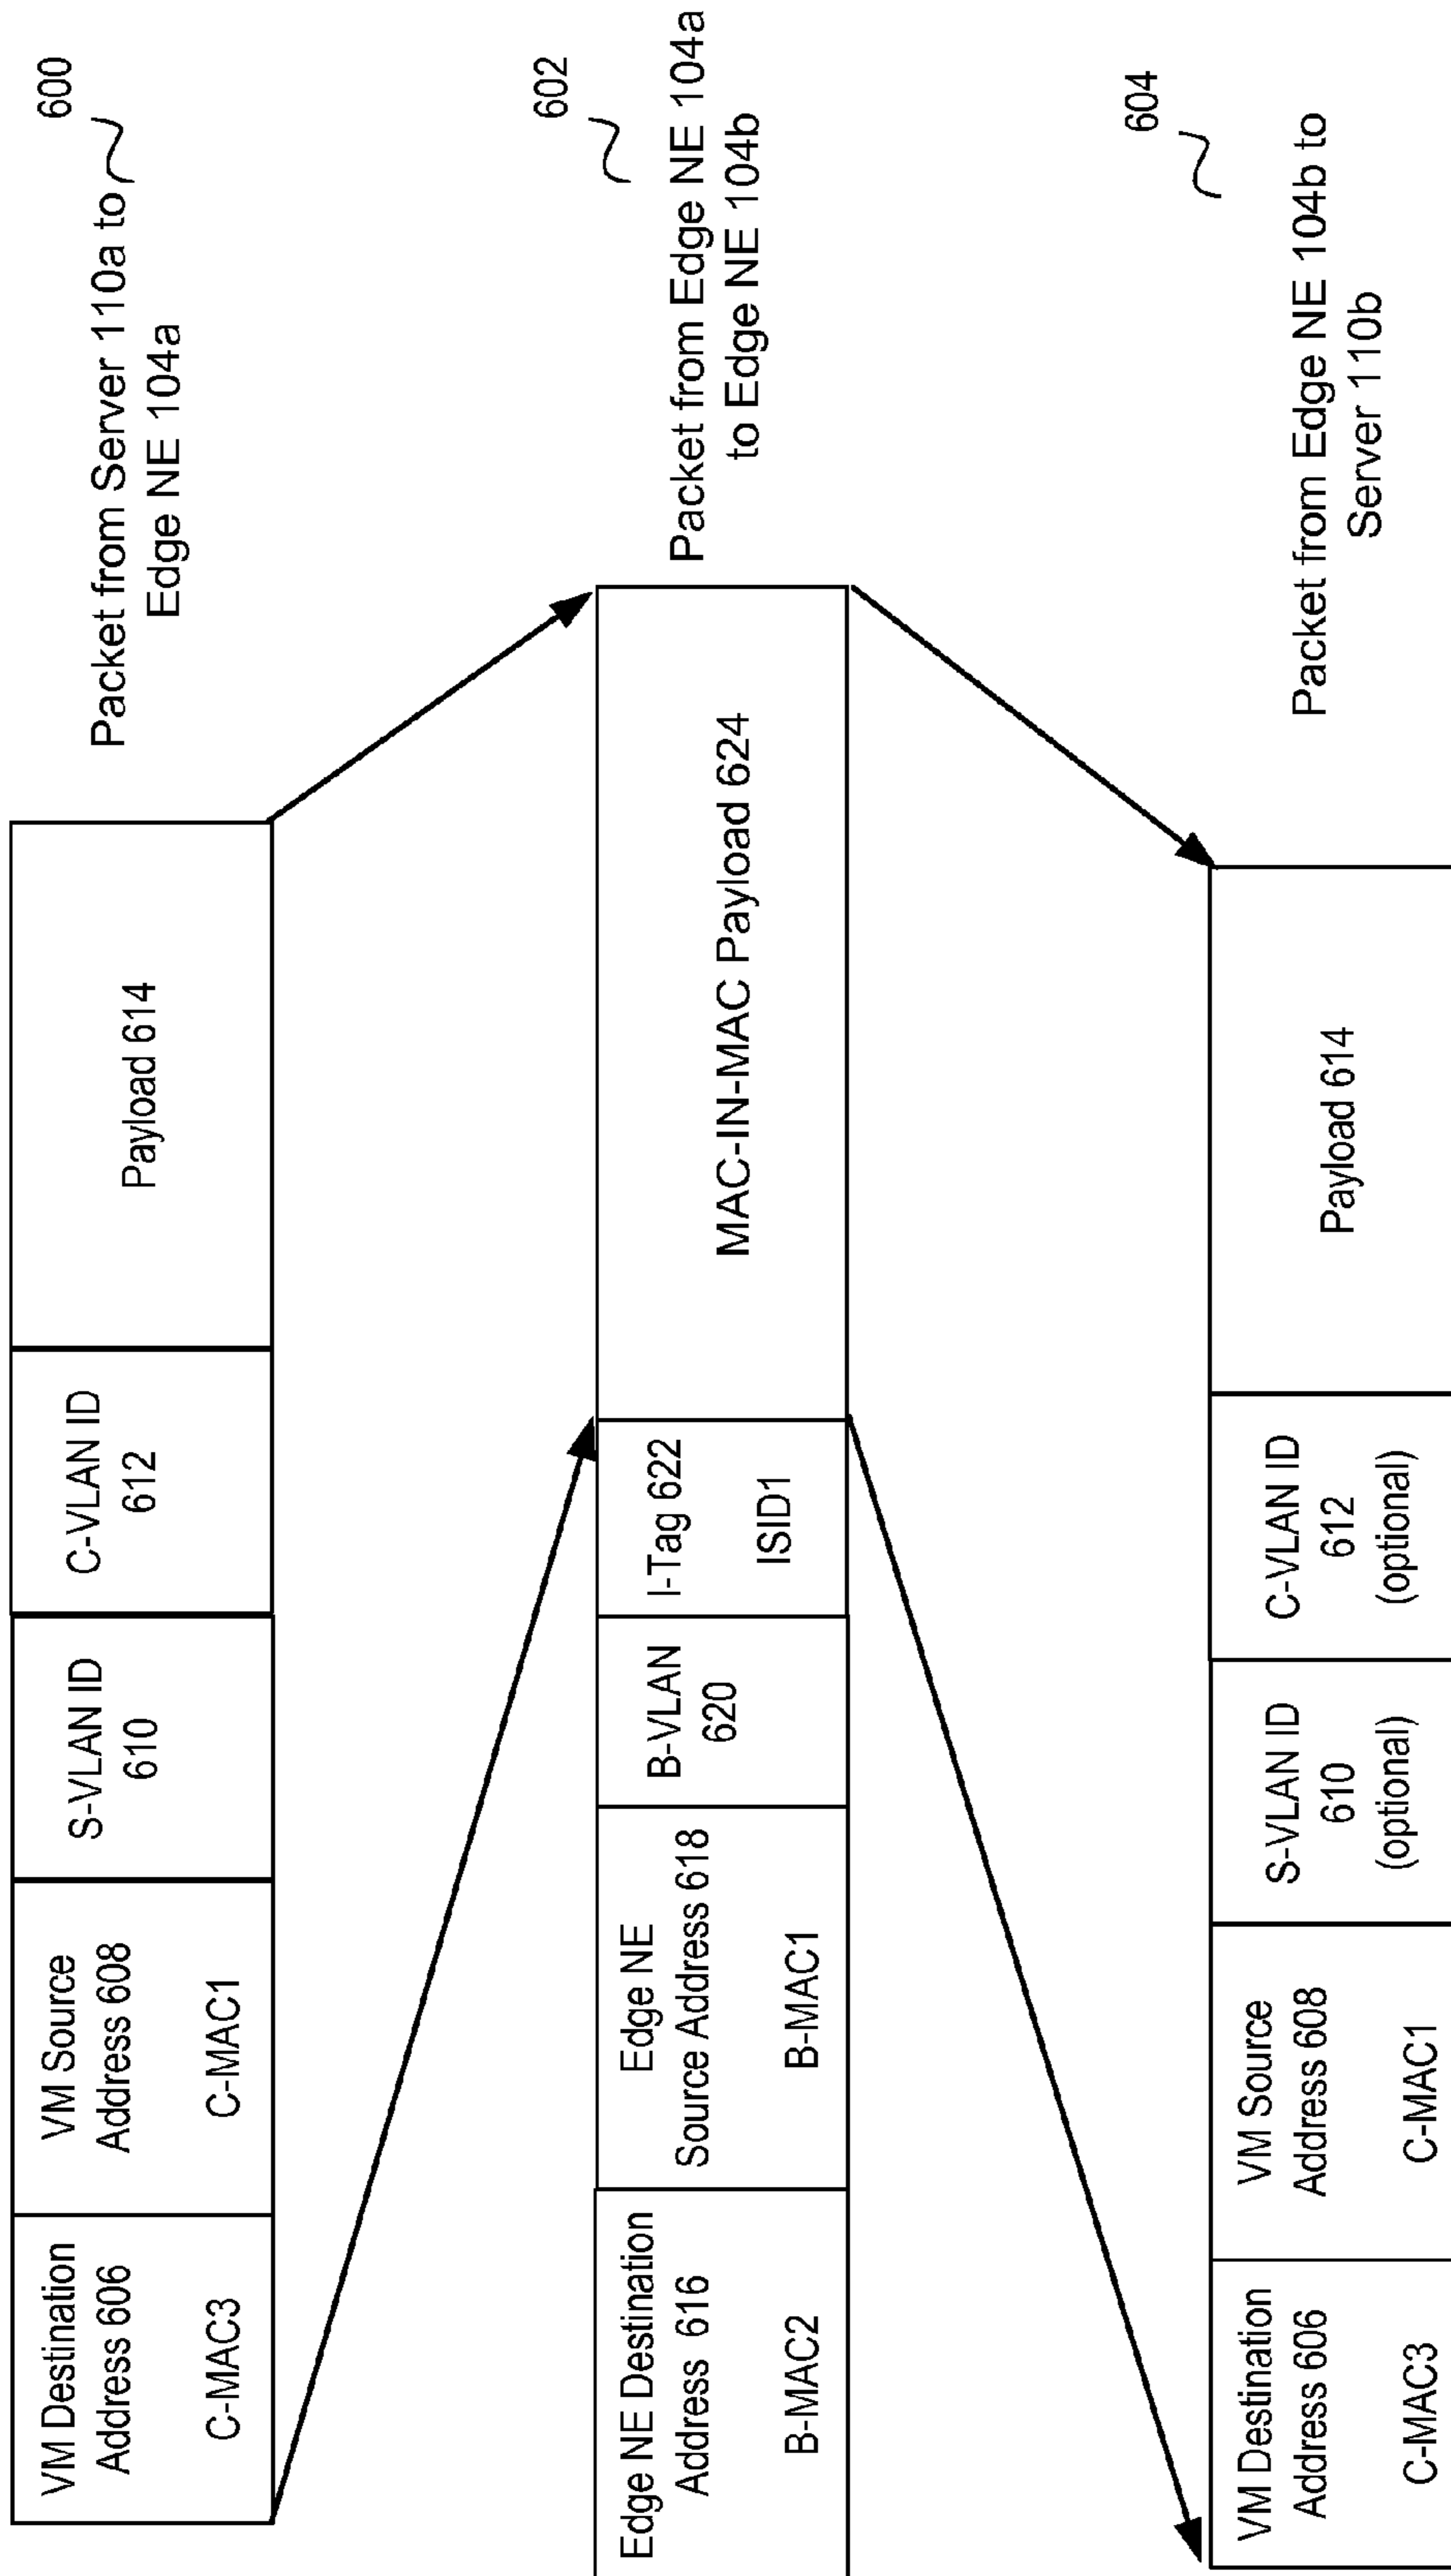 VM Destination
Address 606
C-MAC3
VM Source
Address 608
C-MAC1
S-VLAN ID
610
C-VLAN ID
612
Payload 614
Packet from Server 110a to
Edge NE 104a
600
Edge NE Destination
Address 616
B-MAC2
Edge NE
Source Address 618
B-MAC1
B-VLAN
620
I-Tag 622
ISID1
MAC-IN-MAC Payload 624
Packet from Edge NE 104a
to Edge NE 104b
602
VM Destination
Address 606
C-MAC3
VM Source
Address 608
C-MAC1
S-VLAN ID
610
(optional)
C-VLAN ID
612
(optional)
Payload 614
Packet from Edge NE 104b to
Server 110b
604